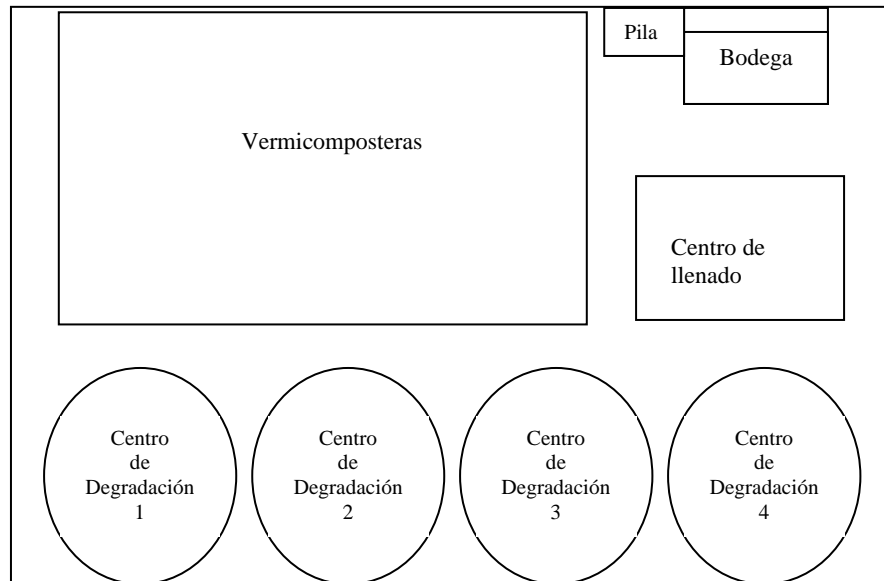 Pila
Bodega
Vermicomposteras
Centro de
llenado
Centro
de
Degradación
1
Centro
de
Degradación
2
Centro
de
Degradación
3
Centro
de
Degradación
4